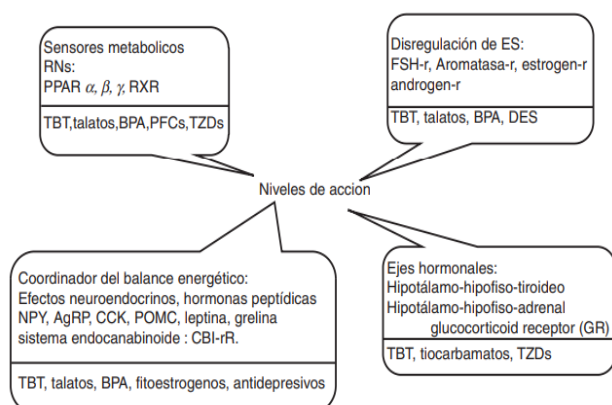 Sensores metabolicos
RNs:
PPAR α, β, γ, RXR
TBT,talatos,BPA,PFCs,TZDs
Disregulación de ES:
FSH-r, Aromatasa-r, estrogen-r
androgen-r
TBT, talatos, BPA, DES
Niveles de accion
Coordinador del balance energético:
Efectos neuroendocrinos, hormonas peptídicas
NPY, AgRP, CCK, POMC, leptina, grelina
sistema endocanabinoide : CBI-rR.
TBT, talatos, BPA, fitoestrogenos, antidepresivos
Ejes hormonales:
Hipotálamo-hipofiso-tiroideo
Hipotálamo-hipofiso-adrenal
glucocorticoid receptor (GR)
TBT, tiocarbamatos, TZDs